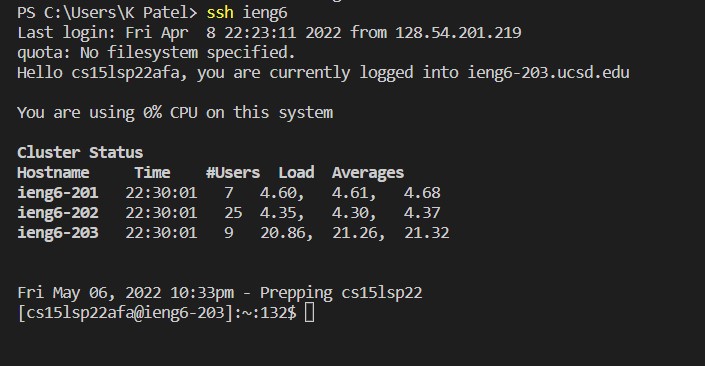 PS C:\Users\K Patel> ssh ieng6
Last login: Fri Apr  8 22:23:11 2022 from 128.54.201.219
quota: No filesystem specified.
Hello cs15lsp22afa, you are currently logged into ieng6-203.ucsd.edu
You are using 0% CPU on this system
Cluster Status
Hostname     Time    #Users  Load  Averages
ieng6-201   22:30:01   7   4.60,   4.61,   4.68
ieng6-202   22:30:01   25  4.35,   4.30,   4.37
ieng6-203   22:30:01   9   20.86,  21.26,  21.32
Fri May 06, 2022 10:33pm - Prepping cs15lsp22
[cs15lsp22afa@ieng6-203]:~:132$